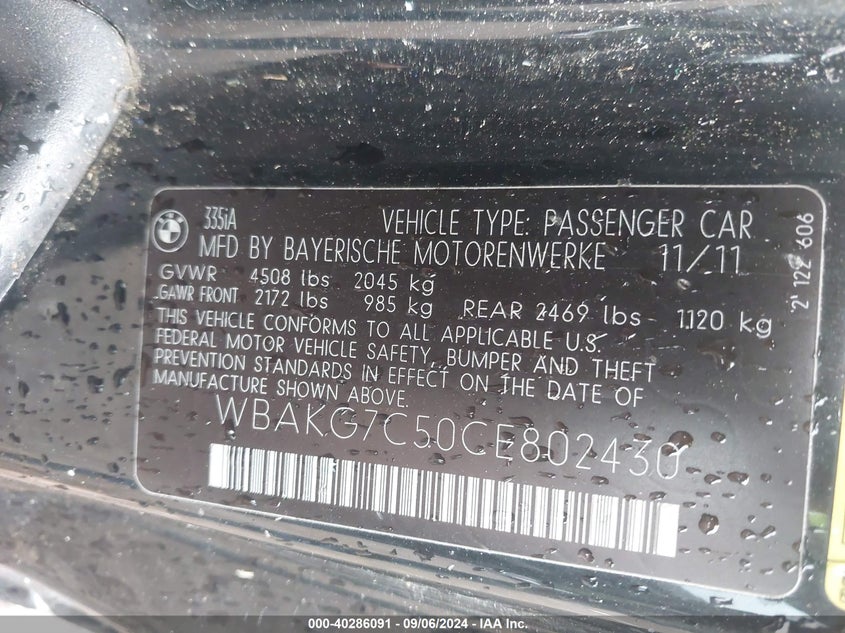 BMW
335iA
VEHICLE TYPE: PASSENGER CAR
MFD BY BAYERISCHE MOTORENWERKE 11/11
GVWR 4508 lbs 2045 kg
GAWR FRONT 2172 lbs 985 kg REAR 2469 lbs 1120 kg
THIS VEHICLE CONFORMS TO ALL APPLICABLE U.S.
FEDERAL MOTOR VEHICLE SAFETY, BUMPER AND THEFT
PREVENTION STANDARDS IN EFFECT ON THE DATE OF
MANUFACTURE SHOWN ABOVE.
WBAKG7C50CE802430
2 122 606
000-40286091 - 09/06/2024 - IAA Inc.